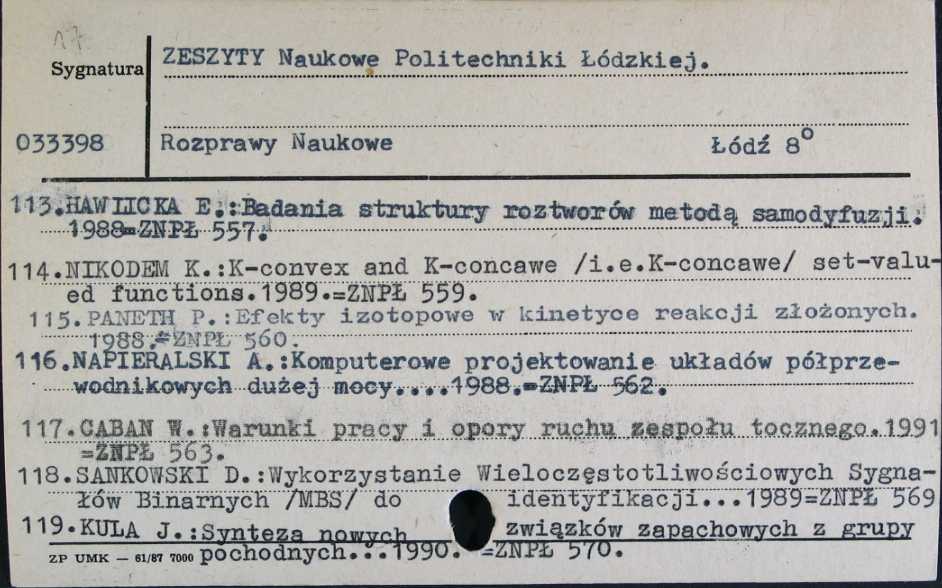 17
Sygnatura ZESZYTY Naukowe Politechniki Łódzkiej.
033398 Rozprawy Naukowe Łódź 8°
113.HAWLICKA E.:Badania struktury roztworów metodą samodyfuzji.
1988=ZNPŁ 557.
114.NIKODEM K.:K-convex and K-concawe /i.e.K-concawe/ set-valu-
ed functions.1989.=ZNPŁ 559.
115.PANETH P.:Efekty izotopowe w kinetyce reakcji złożonych.
1988.=ZNPŁ 560.
116.NAPIERALSKI A.:Komputerowe projektowanie układów półprze-
wodnikowych dużej mocy....1988.=ZNPŁ 562.
117.CABAN W.:Warunki pracy i opory ruchu zespołu tocznego.1991
=ZNPŁ 563.
118.SANKOWSKI D.:Wykorzystanie Wieloczęstotliwościowych Sygna-
łów Binarnych /MBS/ do identyfikacji...1989=ZNPŁ 569
119.KULA J.:Synteza nowych związków zapachowych z grupy
ZP UMK — 61/87 7000 pochodnych...1990. =ZNPŁ 570.